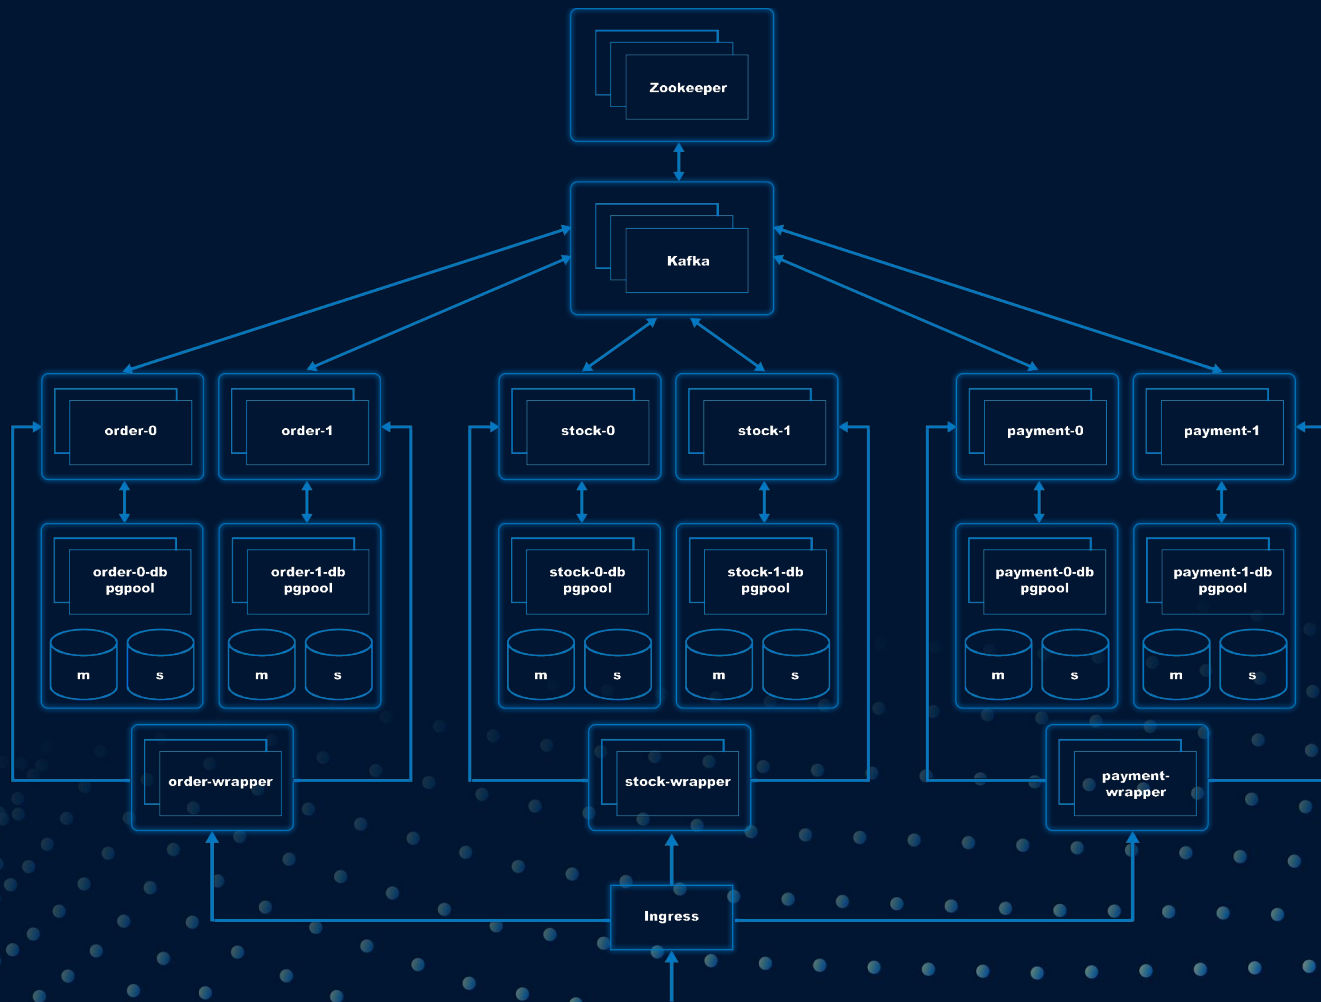 Zookeeper
Kafka
order-0
order-1
stock-0
stock-1
payment-0
payment-1
order-0-db
pgpool
order-1-db
pgpool
stock-0-db
pgpool
stock-1-db
pgpool
payment-0-db
pgpool
payment-1-db
pgpool
m
s
m
s
m
s
m
s
m
s
m
s
order-wrapper
stock-wrapper
payment-
wrapper
Ingress